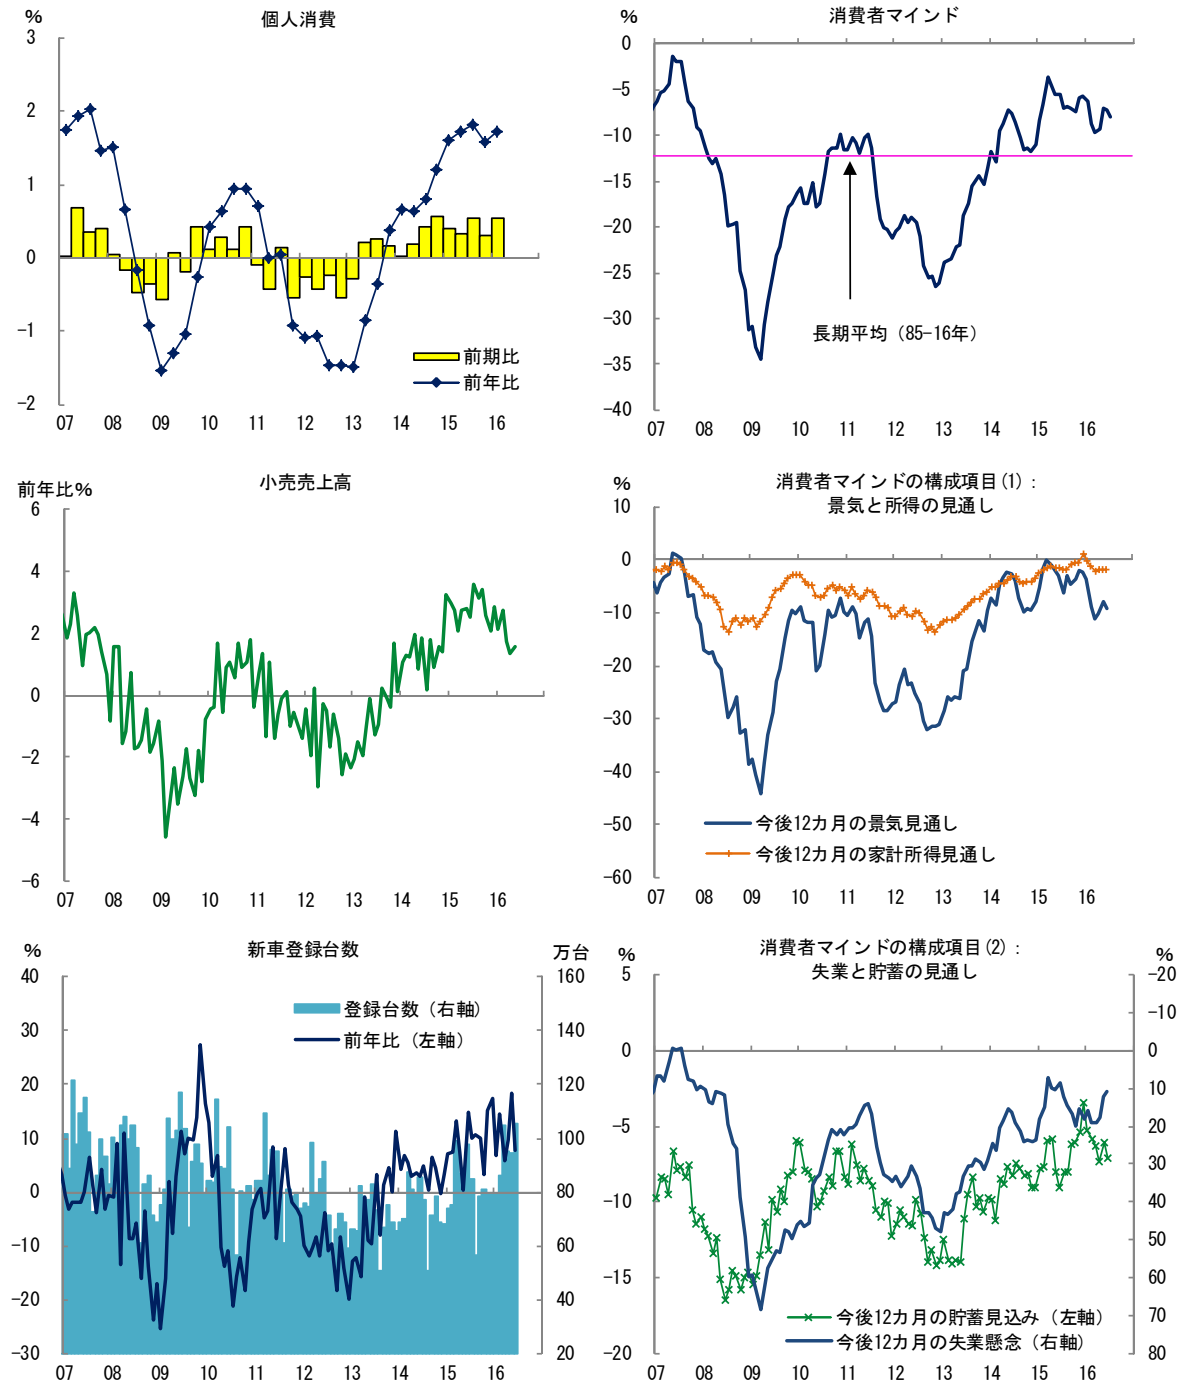 個人消費
%
3
2
1
0
-1
-2
前期比
前年比
07 08 09 10 11 12 13 14 15 16
消費者マインド
%
0
-5
-10
-15
-20
-25
-30
-35
-40
長期平均（85-16年）
07 08 09 10 11 12 13 14 15 16
小売売上高
前年比%
6
4
2
0
-2
-4
-6
07 08 09 10 11 12 13 14 15 16
消費者マインドの構成項目(1)：
景気と所得の見通し
%
10
0
-10
-20
-30
-40
-50
-60
今後12カ月の景気見通し
今後12カ月の家計所得見通し
07 08 09 10 11 12 13 14 15 16
新車登録台数
% 万台
40 160
30 140
20 120
10 100
0 80
-10 60
-20 40
-30 20
登録台数（右軸）
前年比（左軸）
07 08 09 10 11 12 13 14 15 16
消費者マインドの構成項目(2)：
失業と貯蓄の見通し
% %
5 -20
-10
0 0
10
-5 20
30
-10 40
50
-15 60
70
-20 80
今後12カ月の貯蓄見込み（左軸）
今後12カ月の失業懸念（右軸）
07 08 09 10 11 12 13 14 15 16